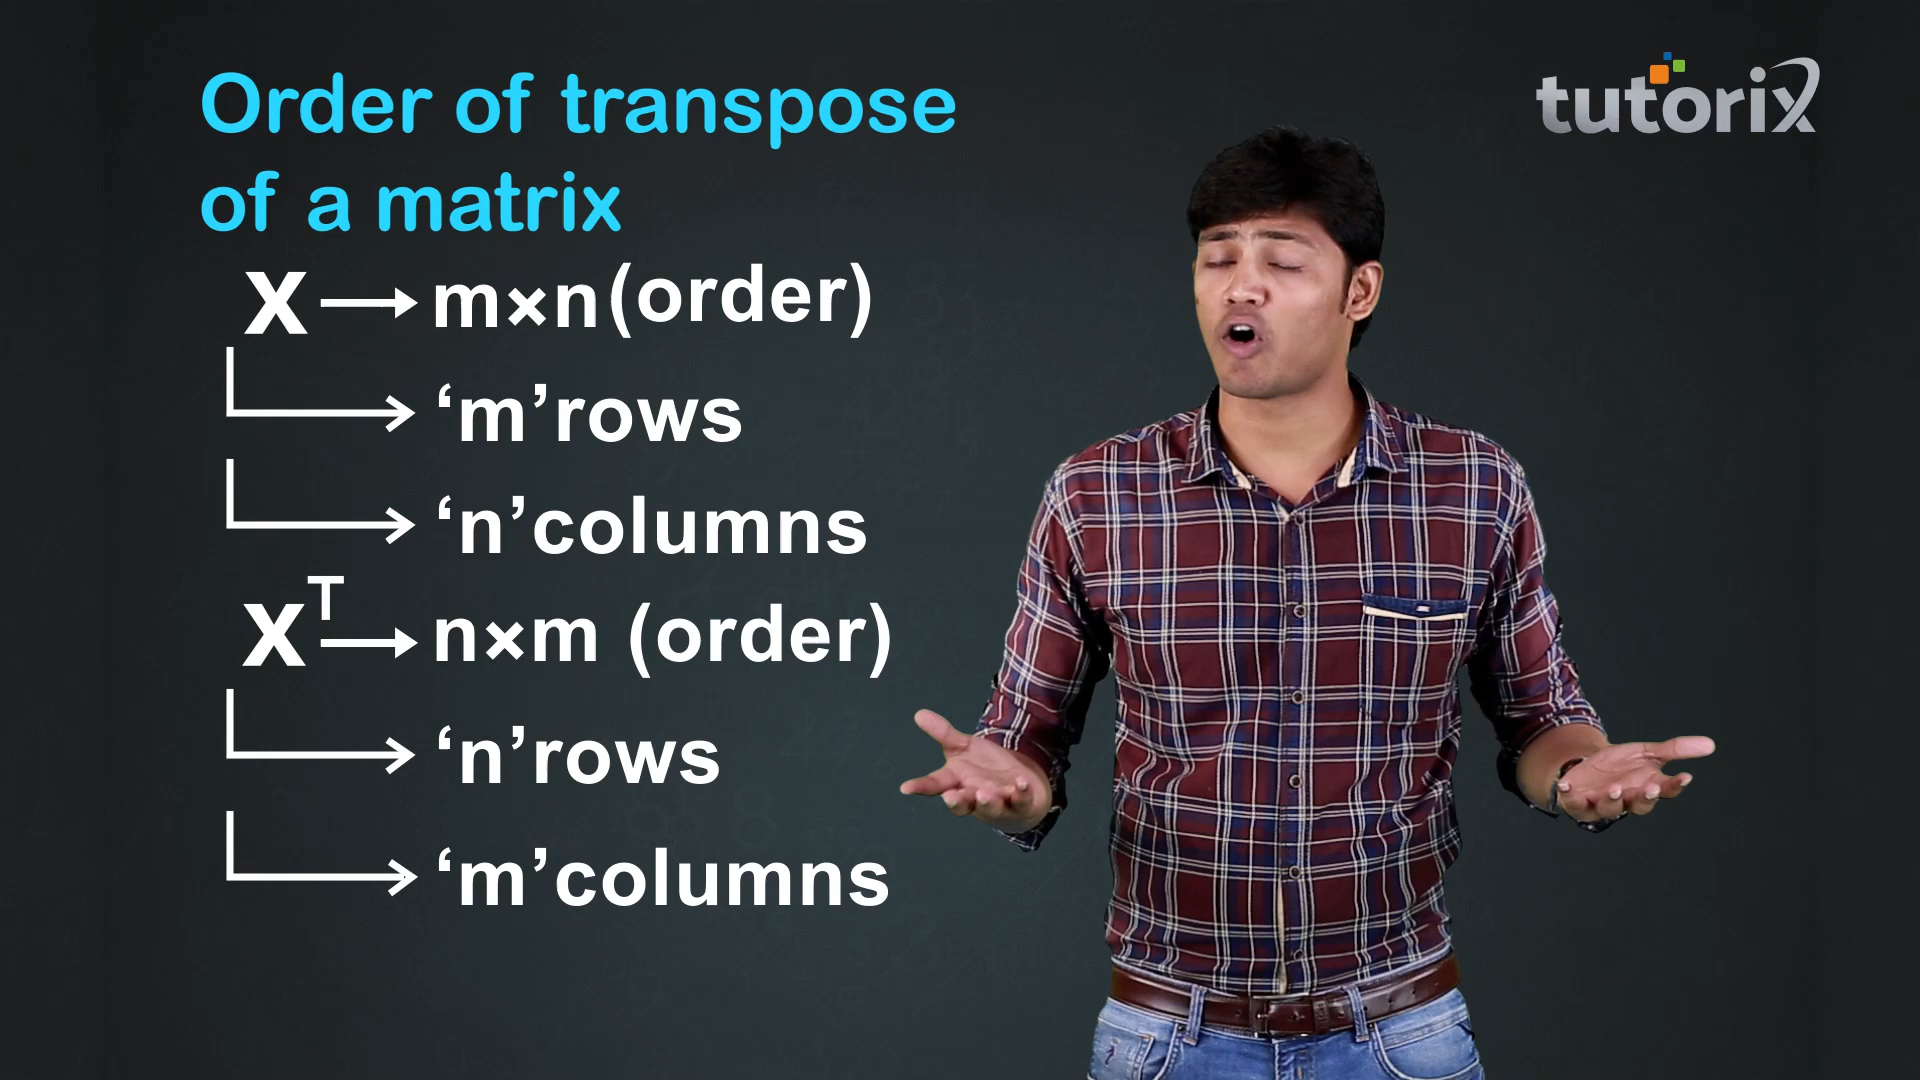 Order of transpose
of a matrix
tutorix
X → m×n (order)
‘m’rows
‘n’columns
X^T → n×m (order)
‘n’rows
‘m’columns